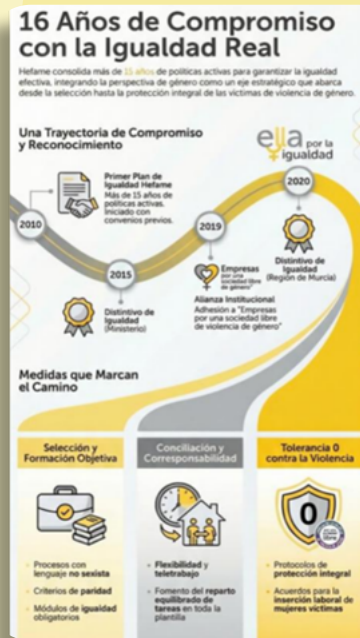 16 Años de Compromiso
con la Igualdad Real
Hefame consolida más de 15 años de políticas activas para garantizar la igualdad
efectiva, integrando la perspectiva de género como un eje estratégico que abarca
desde la selección hasta la protección integral de las víctimas de violencia de género.
Una Trayectoria de Compromiso
y Reconocimiento
ella por la
igualdad
2010
Primer Plan de
Igualdad Hefame
Más de 15 años de
políticas activas.
Iniciado con
convenios previos.
2015
Distintivo de
Igualdad
(Ministerio)
2019
Empresas
por una
sociedad libre
de género"
Alianza Institucional
Adhesión a "Empresas
por una sociedad libre
de violencia de género"
2020
Distintivo de
Igualdad
(Región de Murcia)
Medidas que Marcan
el Camino
Selección y
Formación Objetiva
Procesos con
lenguaje no sexista
Criterios de paridad
Módulos de igualdad
obligatorios
Conciliación y
Corresponsabilidad
Flexibilidad y
teletrabajo
Fomento del reparto
equilibrado de
tareas en toda la
plantilla
Tolerancia 0
contra la Violencia
0
Protocolos de
protección integral
Acuerdos para la
inserción laboral de
mujeres víctimas